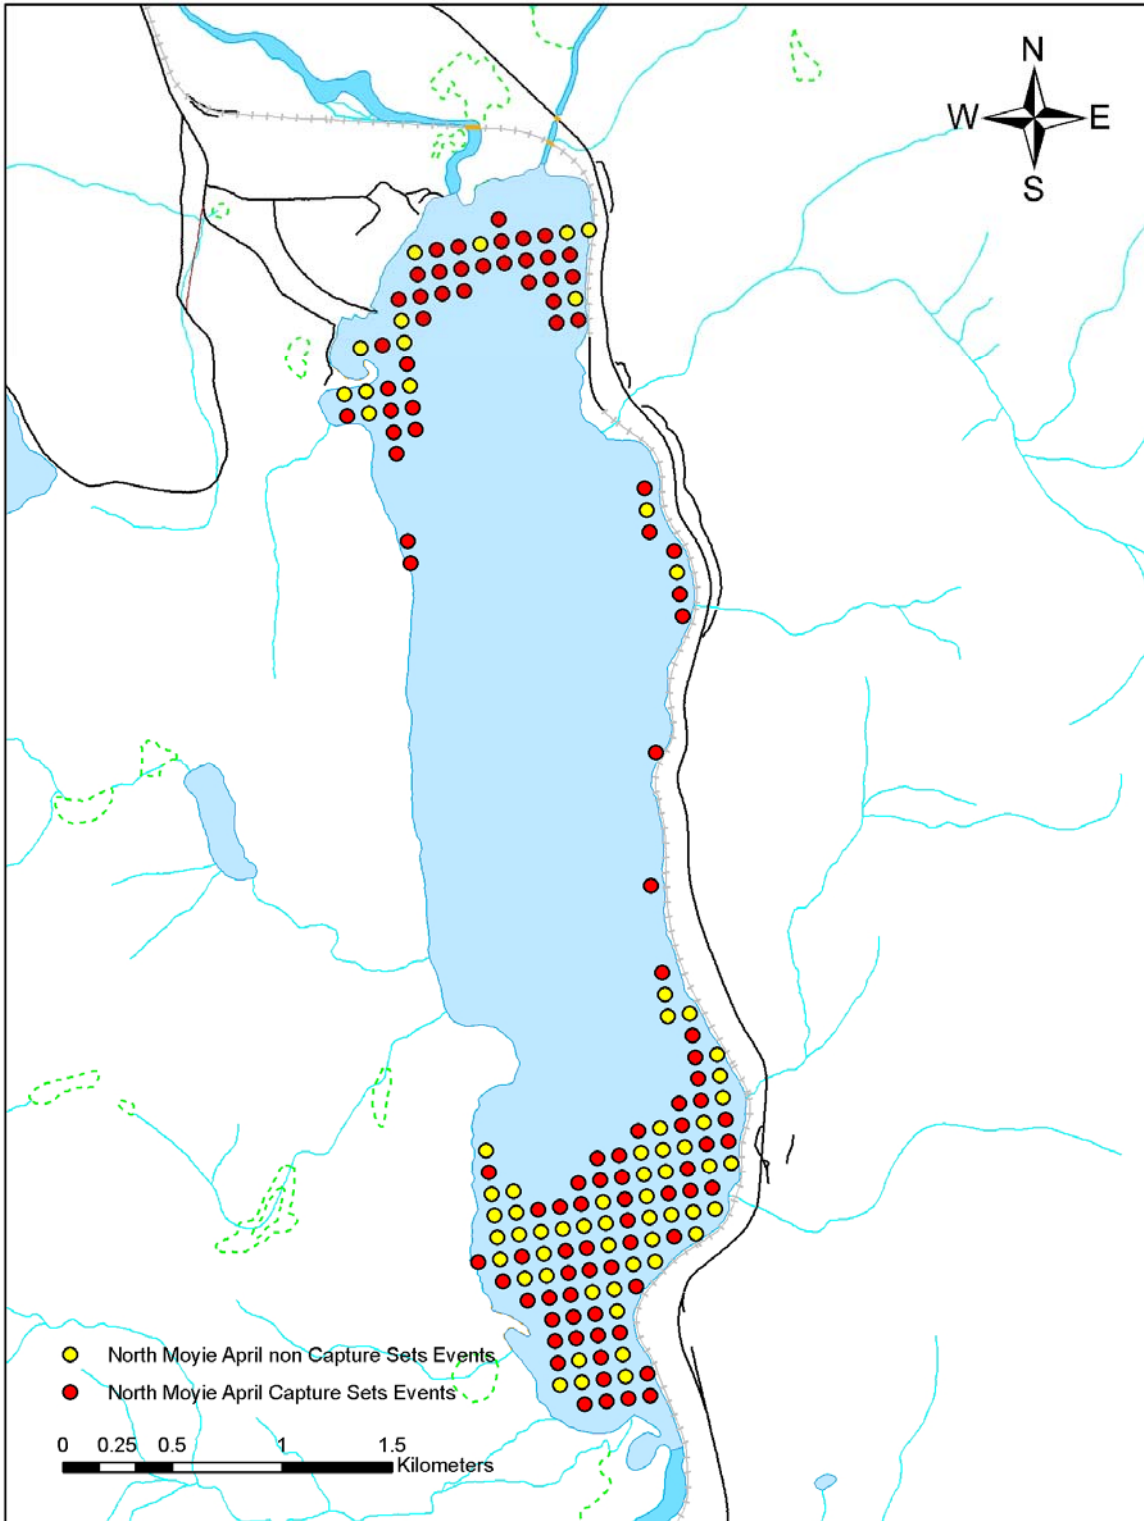 N
W E
S
North Moyie April non Capture Sets Events
North Moyie April Capture Sets Events
0 0.25 0.5 1 1.5
Kilometers